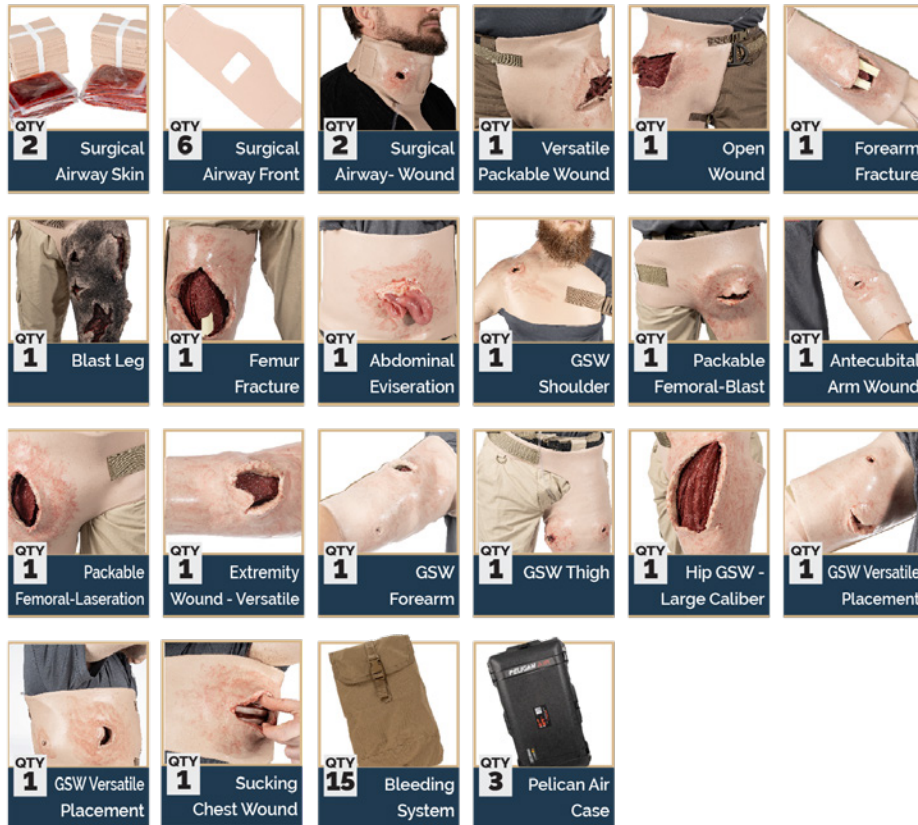 QTY
2
Surgical
Airway Skin
QTY
6
Surgical
Airway Front
QTY
2
Surgical
Airway- Wound
QTY
1
Versatile
Packable Wound
QTY
1
Open
Wound
QTY
1
Forearm
Fracture
QTY
1
Blast Leg
QTY
1
Femur
Fracture
QTY
1
Abdominal
Eviseration
QTY
1
GSW
Shoulder
QTY
1
Packable
Femoral-Blast
QTY
1
Antecubital
Arm Wound
QTY
1
Packable
Femoral-Laseration
QTY
1
Extremity
Wound - Versatile
QTY
1
GSW
Forearm
QTY
1
GSW Thigh
QTY
1
Hip GSW -
Large Caliber
QTY
1
GSW Versatile
Placement
QTY
1
GSW Versatile
Placement
QTY
1
Sucking
Chest Wound
QTY
15
Bleeding
System
PELICAN
QTY
3
Pelican Air
Case